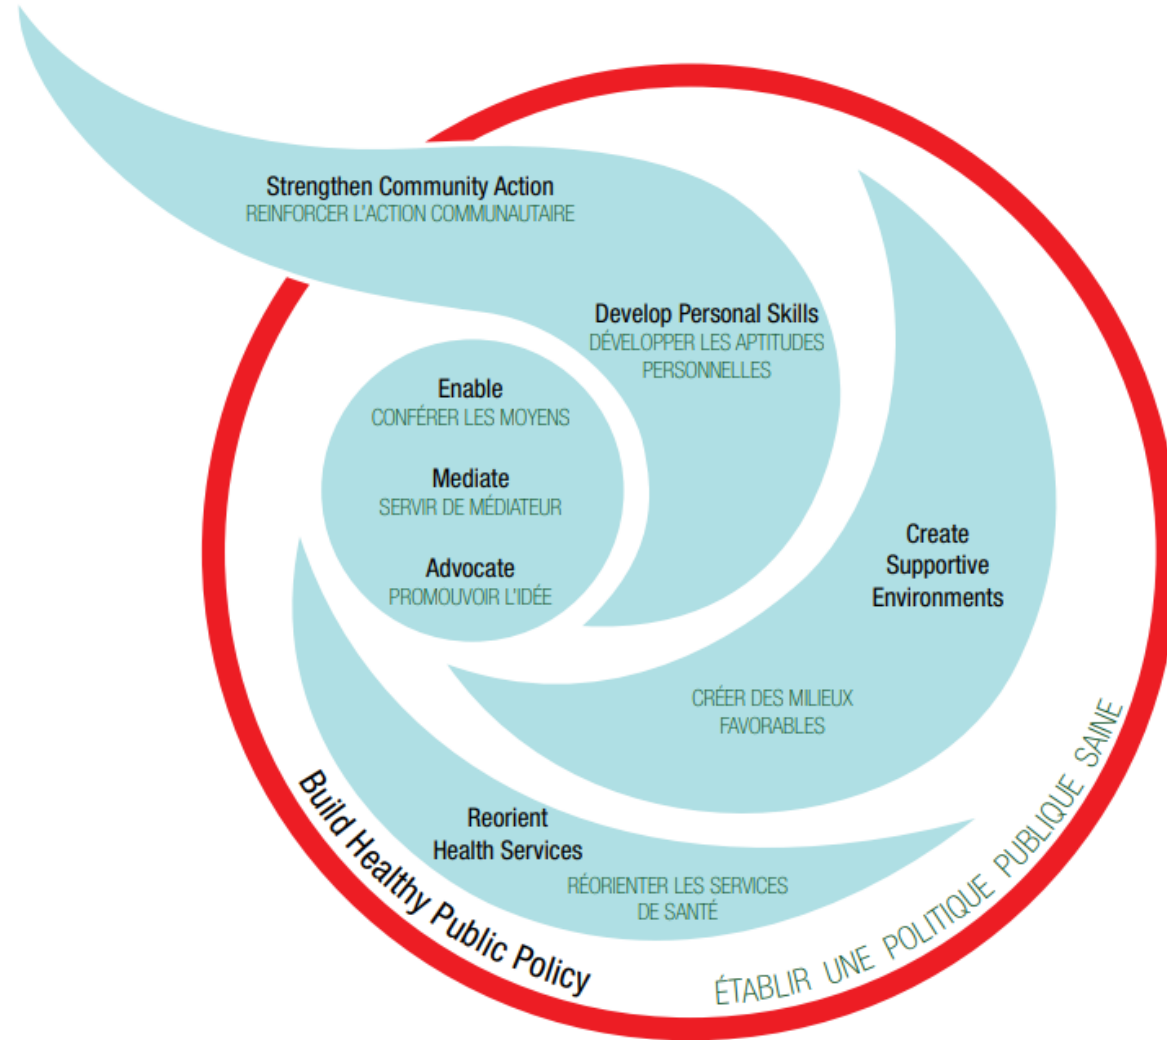 Strengthen Community Action
REINFORCER L'ACTION COMMUNAUTAIRE
Develop Personal Skills
DÉVELOPPER LES APTITUDES
PERSONNELLES
Enable
CONFÉRER LES MOYENS
Mediate
SERVIR DE MÉDIATEUR
Advocate
PROMOUVOIR L'IDÉE
Create
Supportive
Environments
CRÉER DES MILIEUX
FAVORABLES
Reorient
Health Services
RÉORIENTER LES SERVICES
DE SANTÉ
Build Healthy Public Policy
ÉTABLIR UNE POLITIQUE PUBLIQUE SAINE